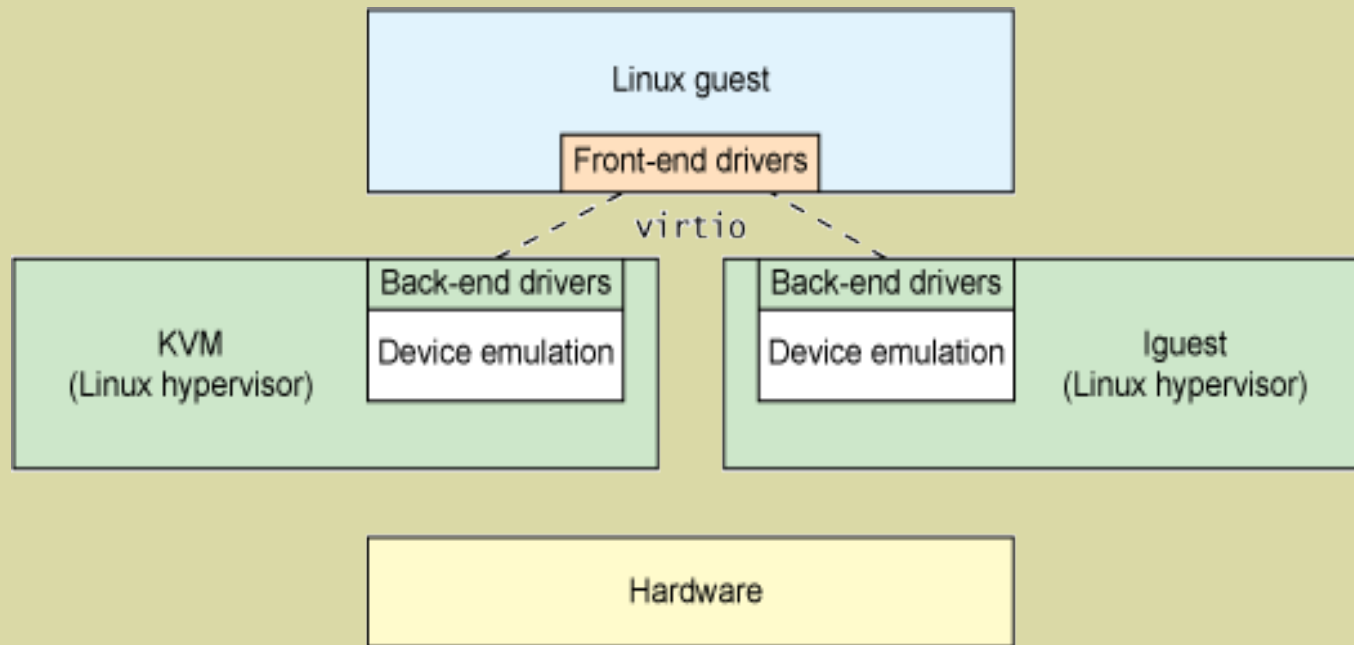 Linux guest
Front-end drivers
virtio
Back-end drivers
Device emulation
KVM
(Linux hypervisor)
Back-end drivers
Device emulation
lguest
(Linux hypervisor)
Hardware